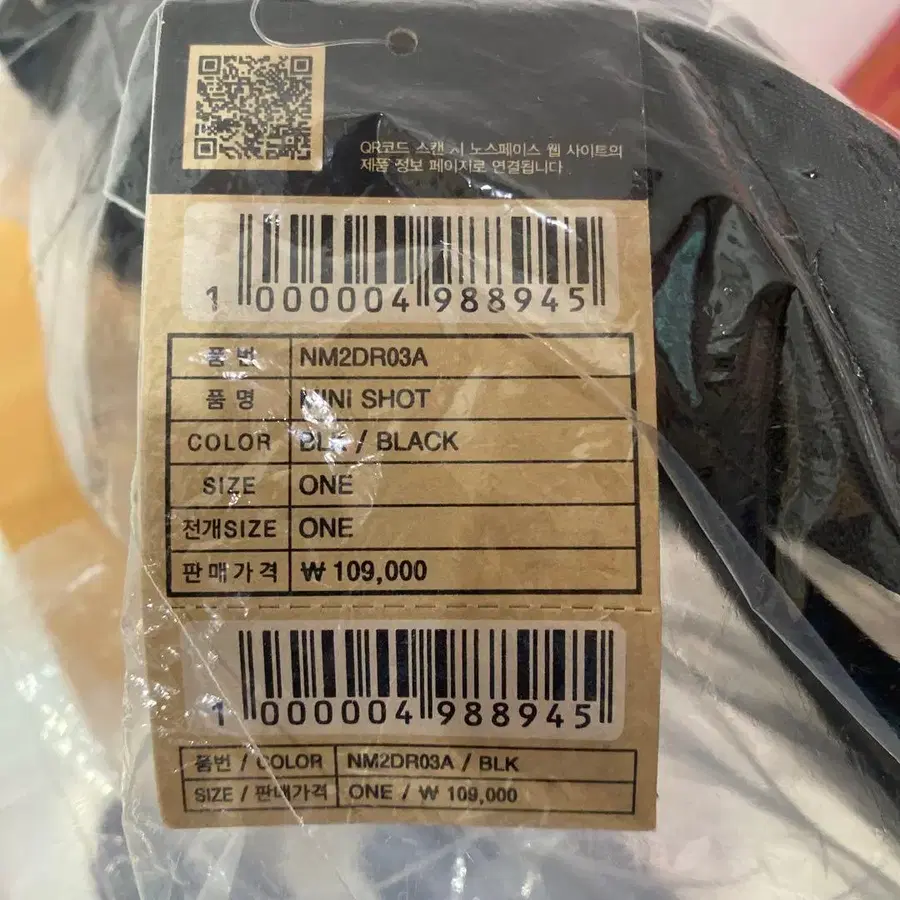 QR코드 스캔 시 노스페이스 웹 사이트의
제품 정보 페이지로 연결됩니다
1 000004 988945
품번 NM2DR03A
품명 MINI SHOT
COLOR BLK / BLACK
SIZE ONE
전개SIZE ONE
판매가격 ₩ 109,000
1 000004 988945
품번 / COLOR NM2DR03A / BLK
SIZE / 판매가격 ONE / ₩ 109,000